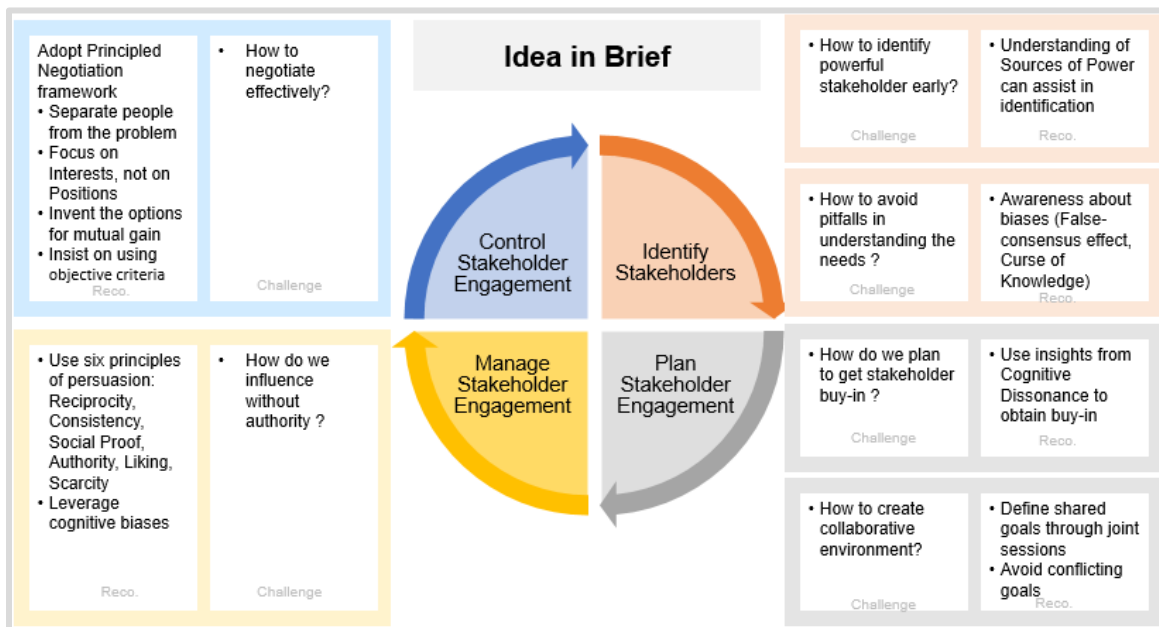 Idea in Brief
Adopt Principled
Negotiation
framework
• Separate people
from the problem
• Focus on
Interests, not on
Positions
• Invent the options
for mutual gain
• Insist on using
objective criteria
Reco.
• How to
negotiate
effectively?
Challenge
• How to identify
powerful
stakeholder early?
Challenge
• Understanding of
Sources of Power
can assist in
identification
Reco.
• How to avoid
pitfalls in
understanding the
needs ?
Challenge
• Awareness about
biases (False-
consensus effect,
Curse of
Knowledge)
Reco.
Control
Stakeholder
Engagement
Identify
Stakeholders
Manage
Stakeholder
Engagement
Plan
Stakeholder
Engagement
• Use six principles
of persuasion:
Reciprocity,
Consistency,
Social Proof,
Authority, Liking,
Scarcity
• Leverage
cognitive biases
Reco.
• How do we
influence
without
authority ?
Challenge
• How do we plan
to get stakeholder
buy-in ?
Challenge
• Use insights from
Cognitive
Dissonance to
obtain buy-in
Reco.
• How to create
collaborative
environment?
Challenge
• Define shared
goals through joint
sessions
• Avoid conflicting
goals
Reco.